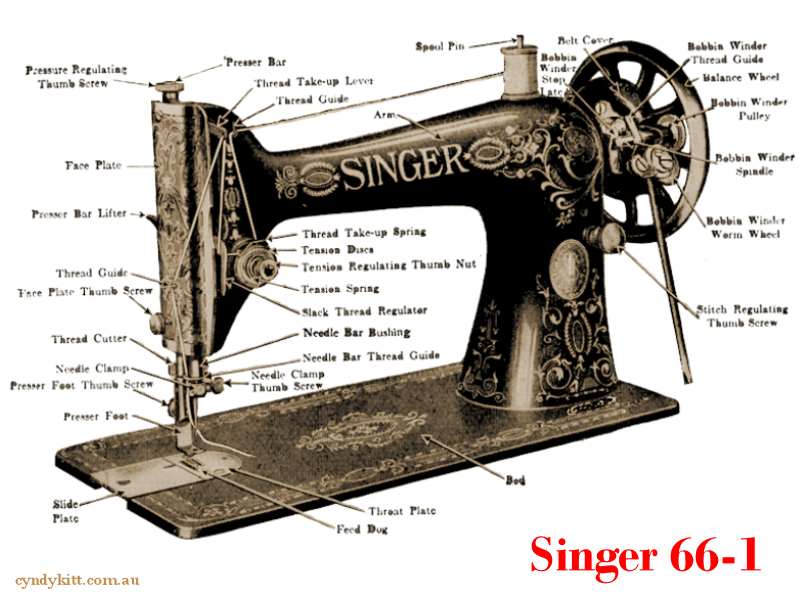 Spool Pin
Belt Cover
Bobbin
Winder
Stop
Latch
Bobbin Winder
Thread Guide
Balance Wheel
Bobbin Winder
Pulley
Bobbin Winder
Spindle
Bobbin Winder
Worm Wheel
Stitch Regulating
Thumb Screw
Presser Bar
Pressure Regulating
Thumb Screw
Thread Take-up Lever
Thread Guide
Arm
SINGER
Face Plate
Presser Bar Lifter
Thread Take-up Spring
Tension Discs
Tension Regulating Thumb Nut
Tension Spring
Slack Thread Regulator
Thread Guide
Face Plate Thumb Screw
Needle Bar Bushing
Thread Cutter
Needle Bar Thread Guide
Needle Clamp
Needle Clamp
Thumb Screw
Presser Foot Thumb Screw
Presser Foot
Bed
Slide
Plate
Throat Plate
Feed Dog
Singer 66-1
cyndykitt.com.au